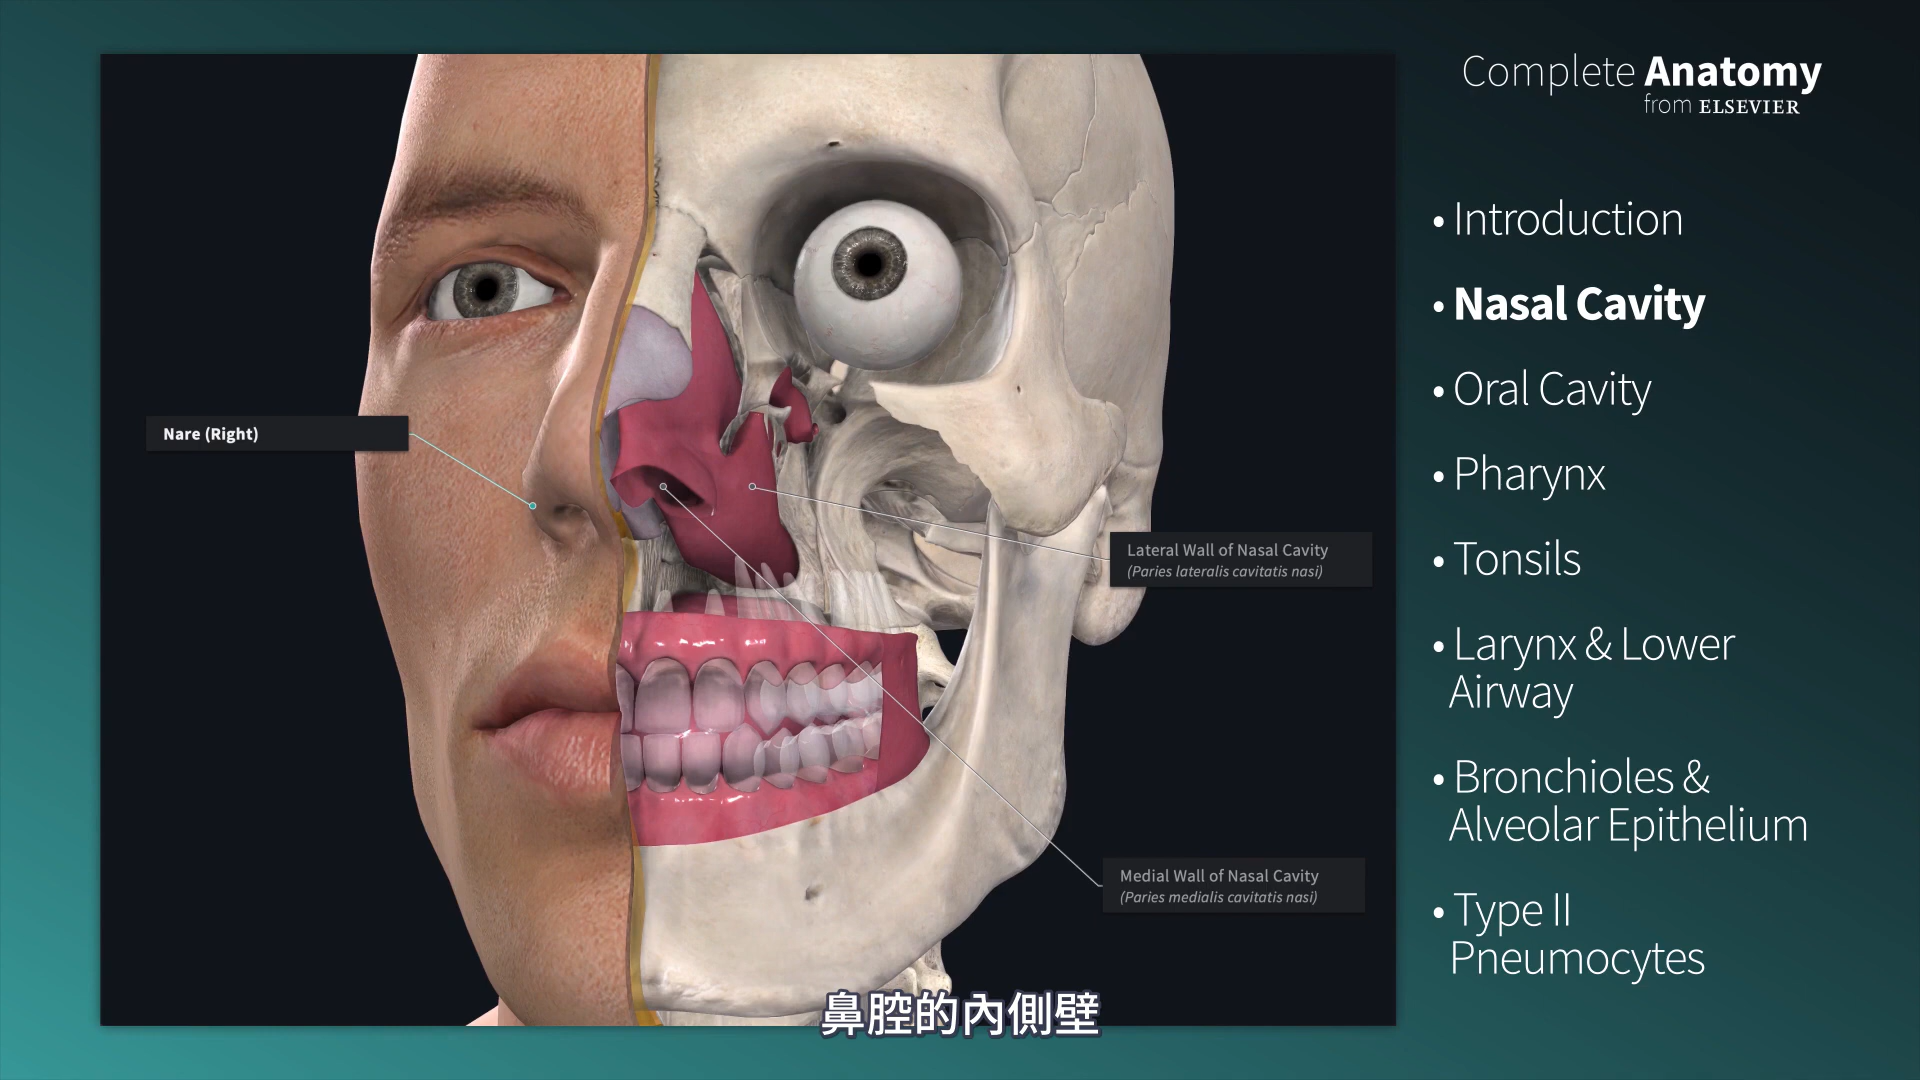 Complete Anatomy
from ELSEVIER
• Introduction
• Nasal Cavity
• Oral Cavity
• Pharynx
• Tonsils
• Larynx & Lower
Airway
• Bronchioles &
Alveolar Epithelium
• Type II
Pneumocytes
Nare (Right)
Lateral Wall of Nasal Cavity
(Paries lateralis cavitatis nasi)
Medial Wall of Nasal Cavity
(Paries medialis cavitatis nasi)
鼻腔的內側壁